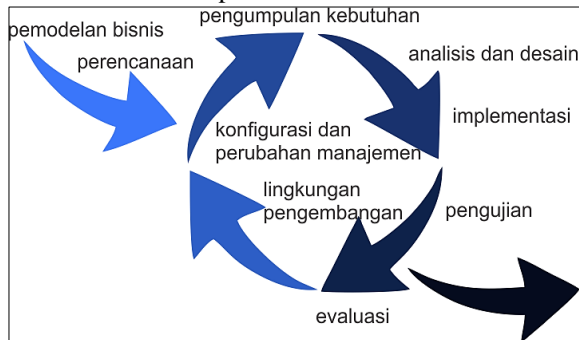 pengumpulan kebutuhan
pemodelan bisnis
perencanaan
analisis dan desain
implementasi
konfigurasi dan
perubahan manajemen
lingkungan
pengembangan
pengujian
evaluasi